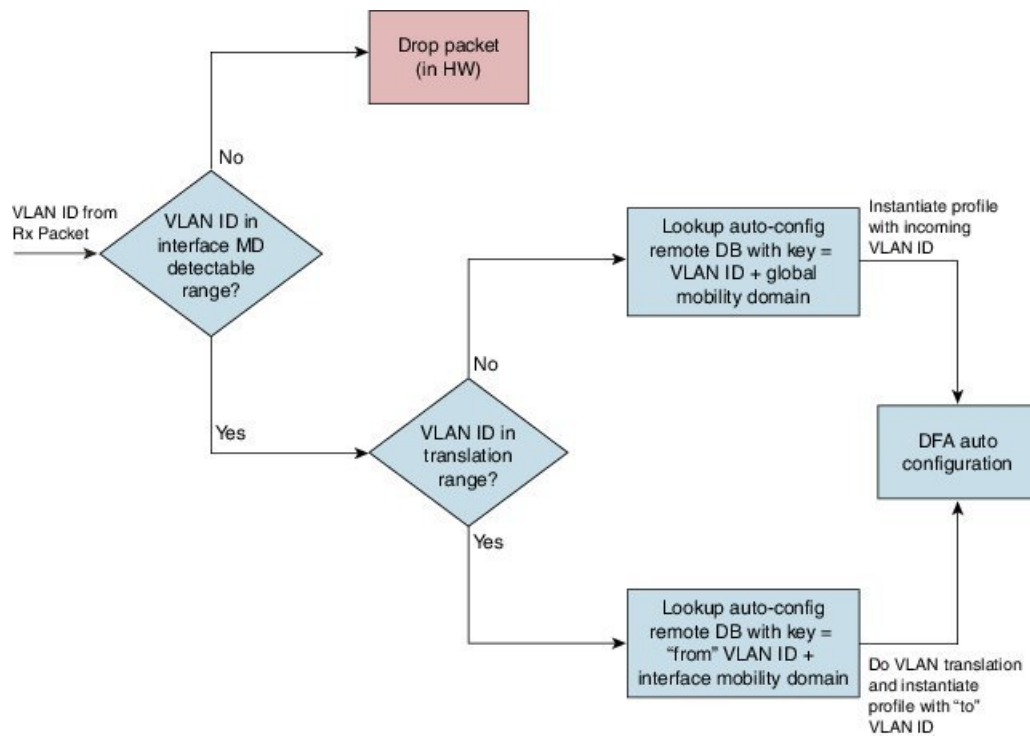 Drop packet
(in HW)
No
VLAN ID from
Rx Packet
VLAN ID in
interface MD
detectable
range?
Yes
No
VLAN ID in
translation
range?
Yes
Lookup auto-config
remote DB with key =
VLAN ID + global
mobility domain
Instantiate profile
with incoming
VLAN ID
DFA auto
configuration
Lookup auto-config
remote DB with key =
“from” VLAN ID +
interface mobility domain
Do VLAN translation
and instantiate
profile with “to”
VLAN ID